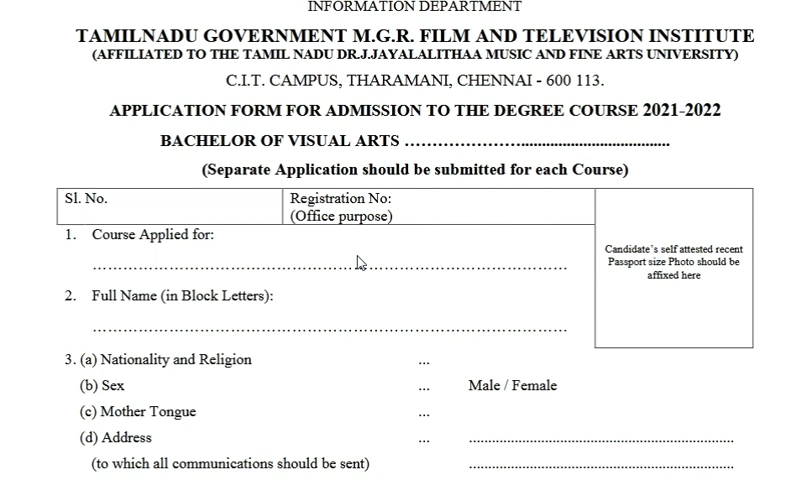 INFORMATION DEPARTMENT
TAMILNADU GOVERNMENT M.G.R. FILM AND TELEVISION INSTITUTE
(AFFILIATED TO THE TAMIL NADU DR.J.JAYALALITHAA MUSIC AND FINE ARTS UNIVERSITY)
C.I.T. CAMPUS, THARAMANI, CHENNAI - 600 113.
APPLICATION FORM FOR ADMISSION TO THE DEGREE COURSE 2021-2022
BACHELOR OF VISUAL ARTS ...............................................
(Separate Application should be submitted for each Course)
Sl. No.
Registration No:
(Office purpose)
Candidate's self attested recent
Passport size Photo should be
affixed here
1. Course Applied for:
...............................................................................................
2. Full Name (in Block Letters):
...............................................................................................
3. (a) Nationality and Religion ...
(b) Sex ... Male / Female
(c) Mother Tongue ...
(d) Address ... ..................................................................
(to which all communications should be sent) ..................................................................